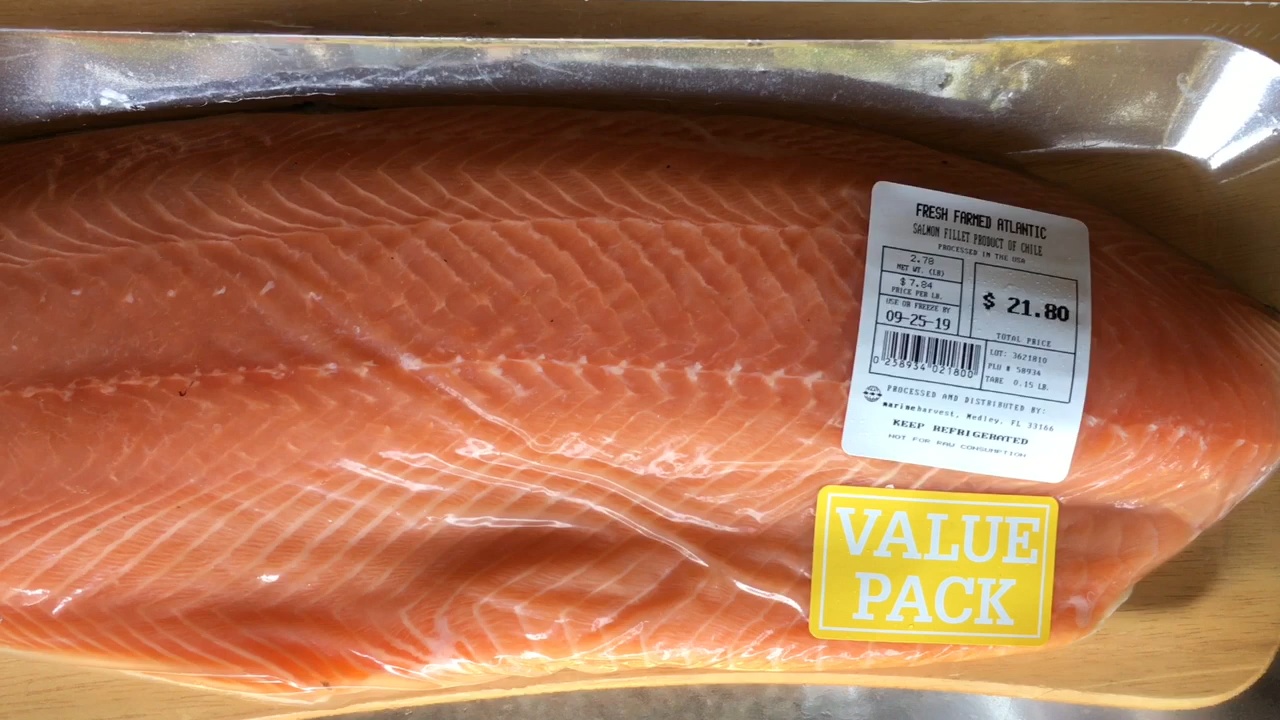 FRESH FARMED ATLANTIC
SALMON FILLET PRODUCT OF CHILE
PROCESSED IN THE USA
2.78
NET WT. (LB)
$ 7.84
PRICE PER LB.
USE OR FREEZE BY
09-25-19
$ 21.80
TOTAL PRICE
0 258934 021800
LOT: 3621810
PLU # 58934
TARE 0.15 LB.
PROCESSED AND DISTRIBUTED BY:
marineharvest, Medley, FL 33166
KEEP REFRIGERATED
NOT FOR RAW CONSUMPTION
VALUE
PACK